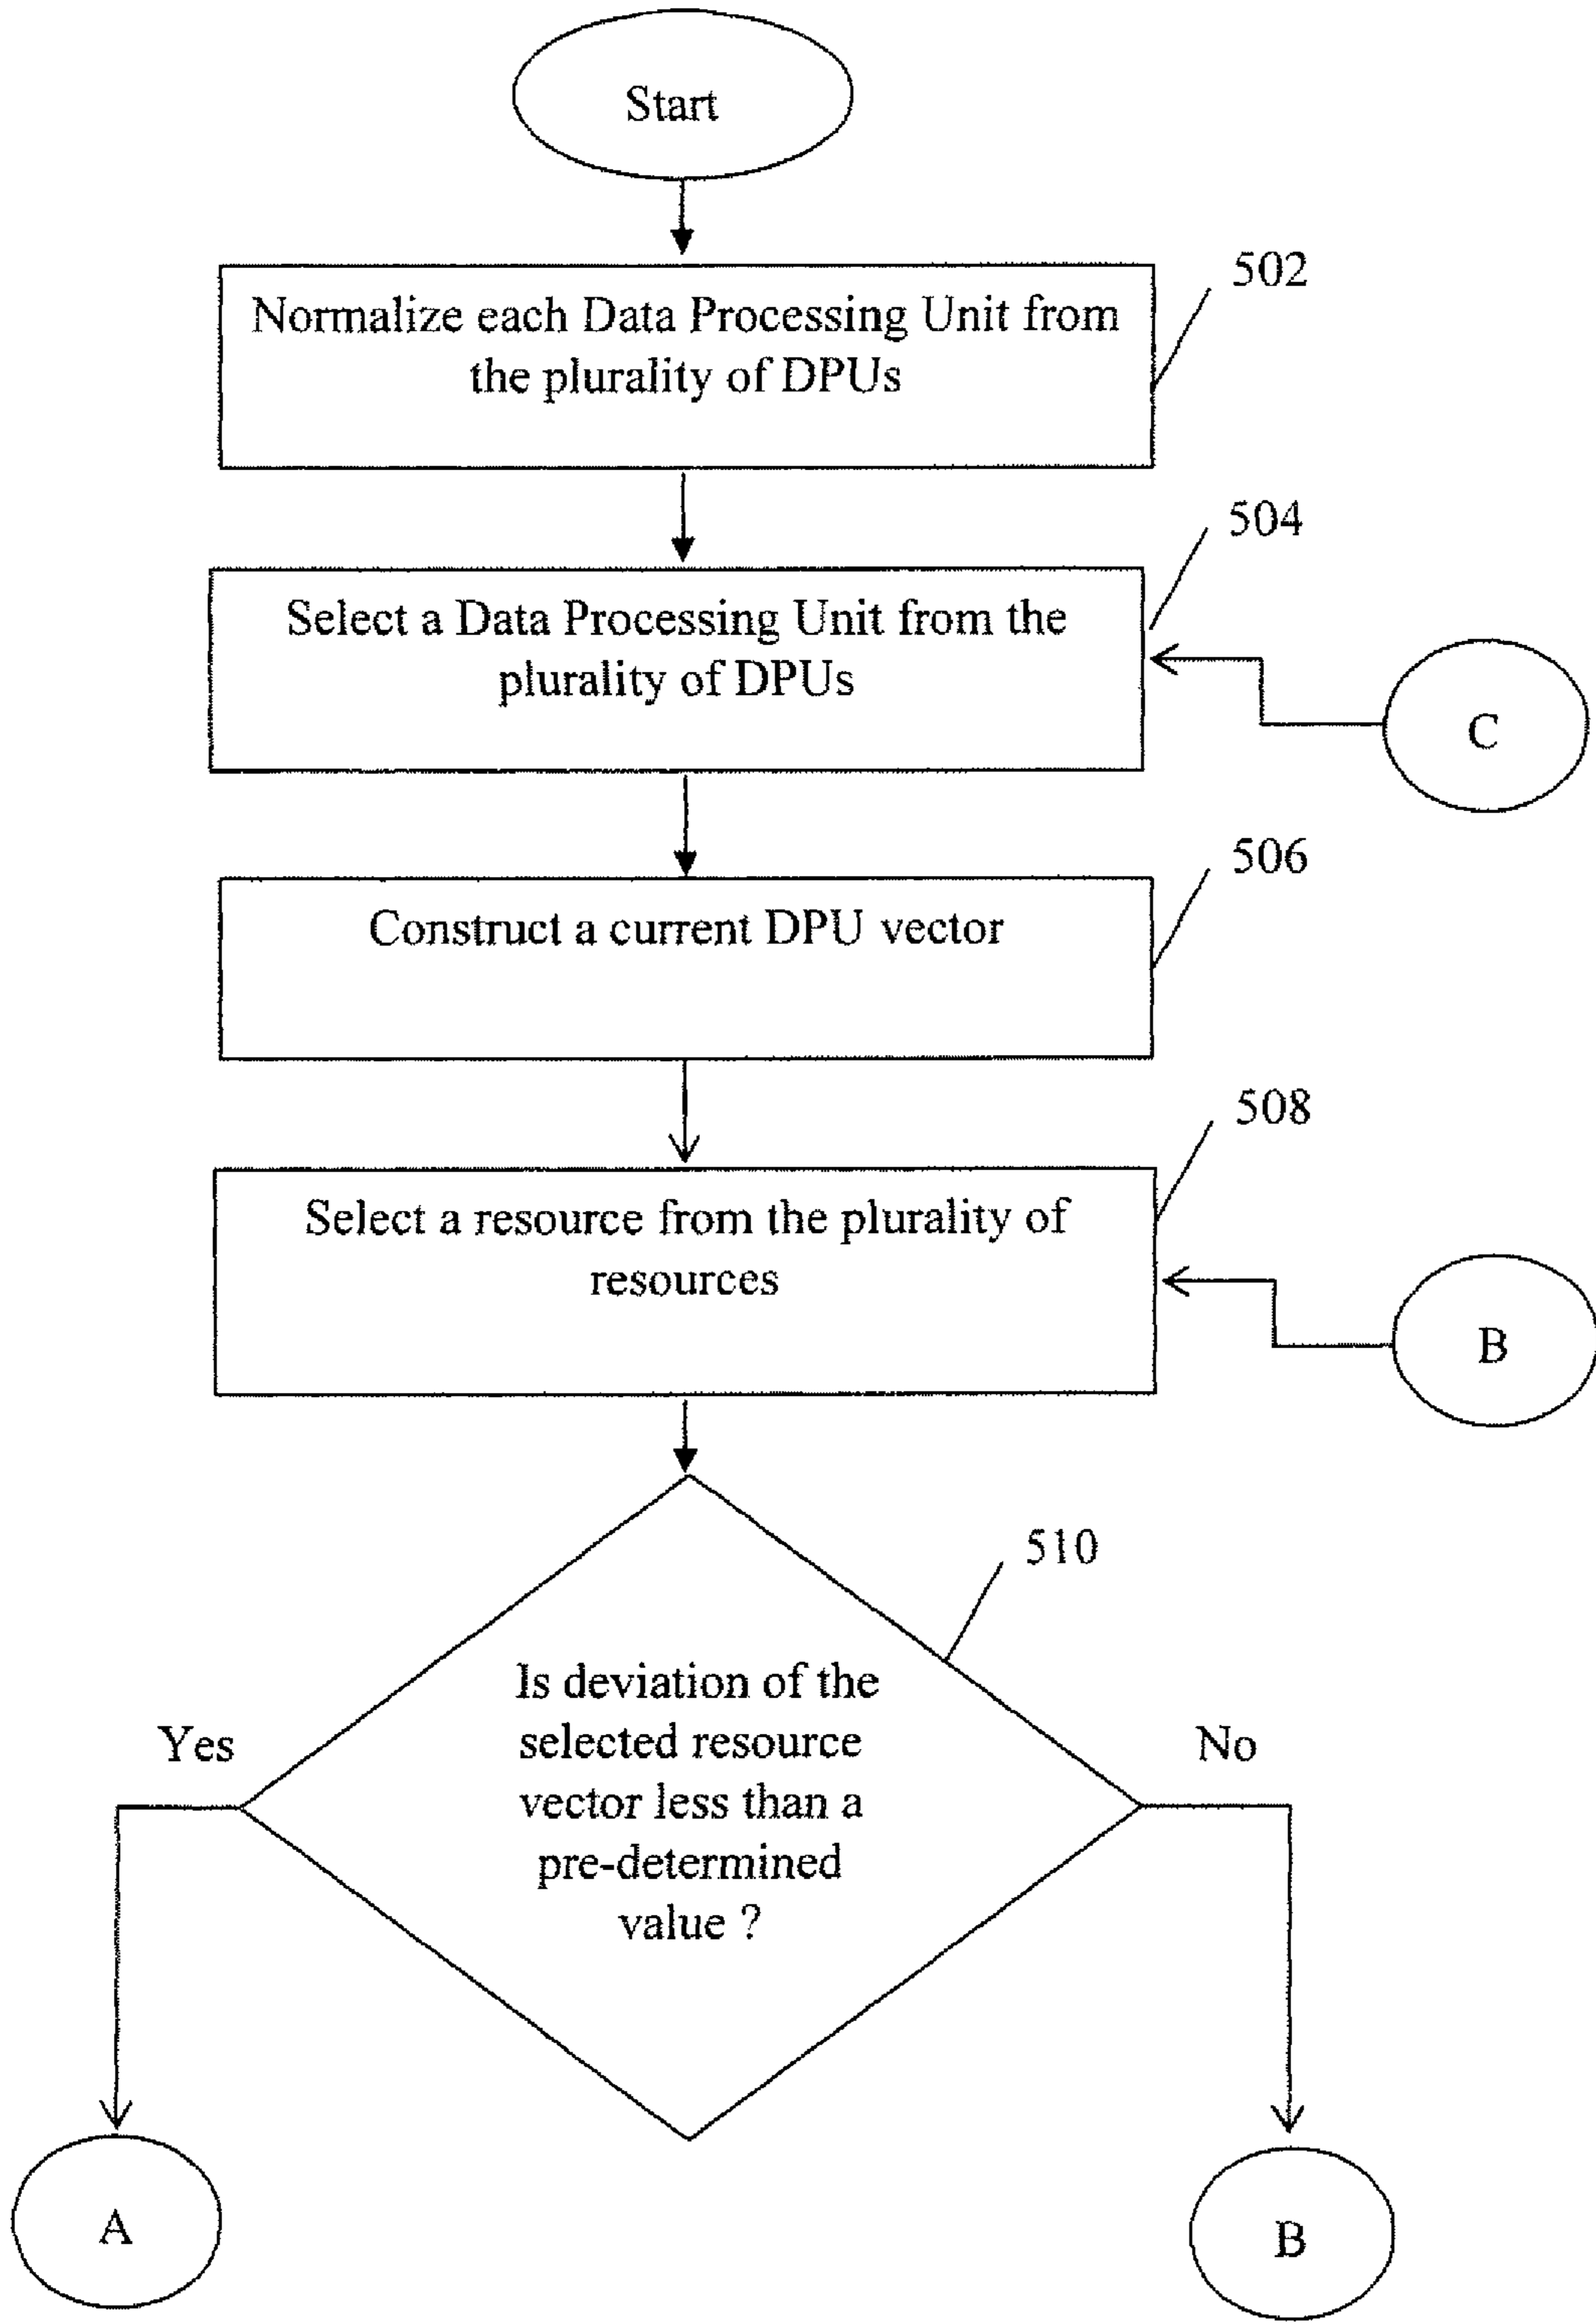 Start
502
Normalize each Data Processing Unit from
the plurality of DPUs
504
Select a Data Processing Unit from the
plurality of DPUs
C
506
Construct a current DPU vector
508
Select a resource from the plurality of
resources
B
510
Is deviation of the
selected resource
vector less than a
pre-determined
value ?
Yes
No
A
B